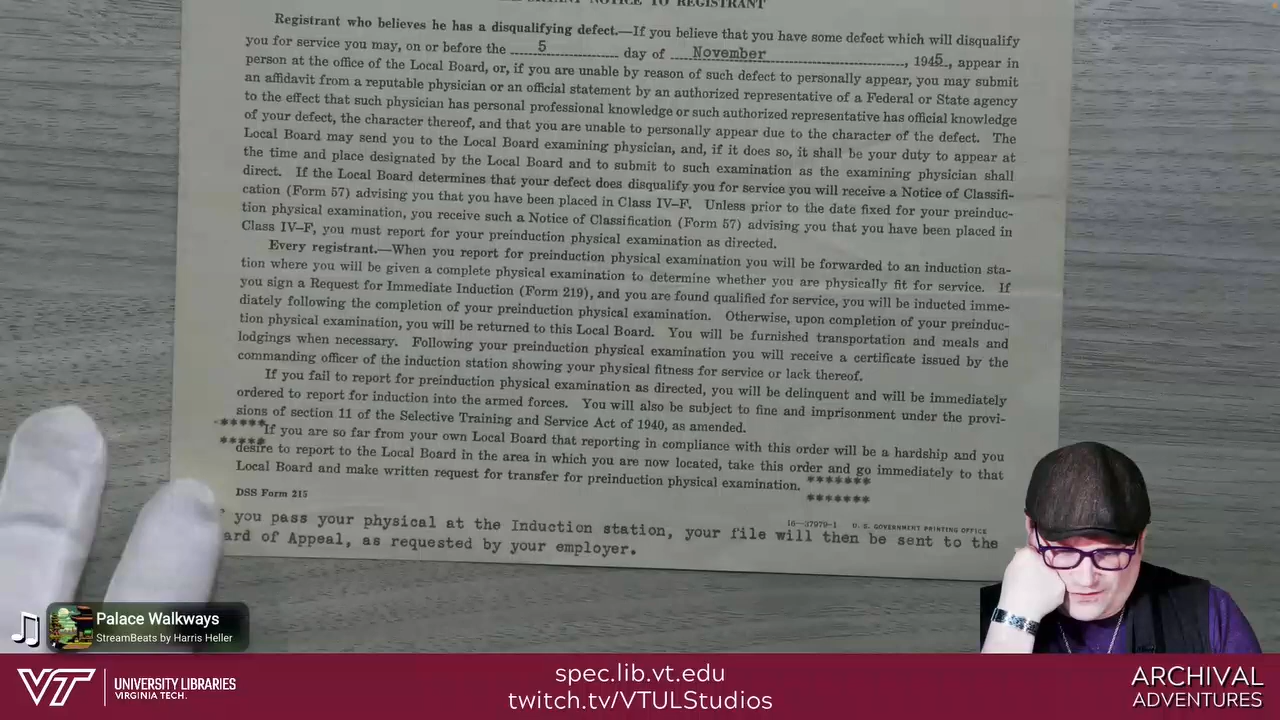 TO REGISTRANT
Registrant who believes he has a disqualifying defect.—If you believe that you have some defect which will disqualify
you for service you may, on or before the 5 day of November, 1945, appear in
person at the office of the Local Board, or, if you are unable by reason of such defect to personally appear, you may submit
an affidavit from a reputable physician or an official statement by an authorized representative of a Federal or State agency
to the effect that such physician has personal professional knowledge or such authorized representative has official knowledge
of your defect, the character thereof, and that you are unable to personally appear due to the character of the defect. The
Local Board may send you to the Local Board examining physician, and, if it does so, it shall be your duty to appear at
the time and place designated by the Local Board and to submit to such examination as the examining physician shall
direct. If the Local Board determines that your defect does disqualify you for service you will receive a Notice of Classifi-
cation (Form 57) advising you that you have been placed in Class IV–F. Unless prior to the date fixed for your preinduc-
tion physical examination, you receive such a Notice of Classification (Form 57) advising you that you have been placed in
Class IV–F, you must report for your preinduction physical examination as directed.
Every registrant.—When you report for preinduction physical examination you will be forwarded to an induction sta-
tion where you will be given a complete physical examination to determine whether you are physically fit for service. If
you sign a Request for Immediate Induction (Form 219), and you are found qualified for service, you will be inducted imme-
diately following the completion of your preinduction physical examination. Otherwise, upon completion of your preinduc-
tion physical examination, you will be returned to this Local Board. You will be furnished transportation and meals and
lodgings when necessary. Following your preinduction physical examination you will receive a certificate issued by the
commanding officer of the induction station showing your physical fitness for service or lack thereof.
If you fail to report for preinduction physical examination as directed, you will be delinquent and will be immediately
ordered to report for induction into the armed forces. You will also be subject to fine and imprisonment under the provi-
sions of section 11 of the Selective Training and Service Act of 1940, as amended.
*****If you are so far from your own Local Board that reporting in compliance with this order will be a hardship and you
*****desire to report to the Local Board in the area in which you are now located, take this order and go immediately to that
Local Board and make written request for transfer for preinduction physical examination. *******
*******
DSS Form 215
16—37979-1 U. S. GOVERNMENT PRINTING OFFICE
you pass your physical at the Induction station, your file will then be sent to the
ard of Appeal, as requested by your employer.
Palace Walkways
StreamBeats by Harris Heller
VT UNIVERSITY LIBRARIES
VIRGINIA TECH.
spec.lib.vt.edu
twitch.tv/VTULStudios
ARCHIVAL
ADVENTURES